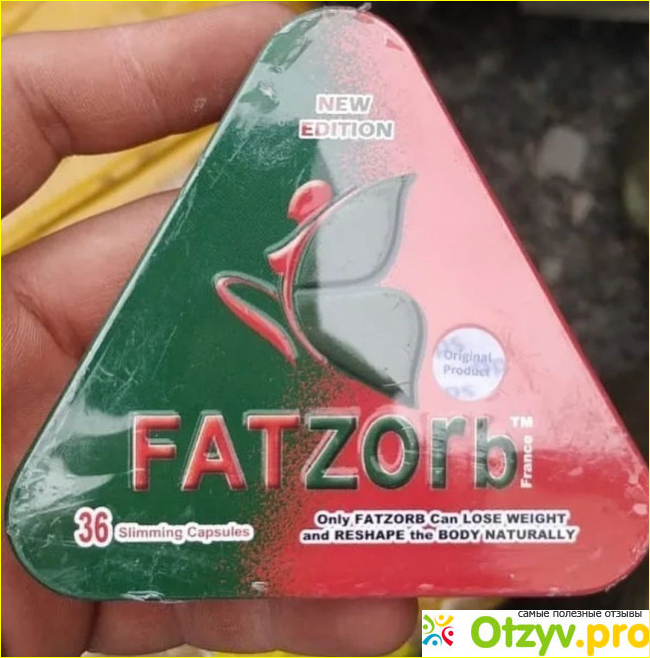 NEW
EDITION
Original
Product
FATZOrb™
France
36 Slimming Capsules
Only FATZORB Can LOSE WEIGHT
and RESHAPE the BODY NATURALLY
самые полезные отзывы
Otzyv.pro